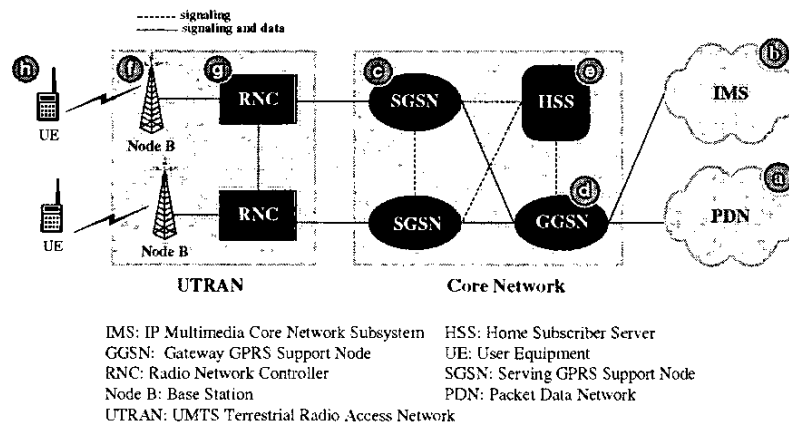 signaling
signaling and data
h
f
g
c
e
b
RNC
SGSN
HSS
IMS
UE
Node B
d
a
RNC
SGSN
GGSN
PDN
UE
Node B
UTRAN
Core Network
IMS: IP Multimedia Core Network Subsystem
HSS: Home Subscriber Server
GGSN: Gateway GPRS Support Node
UE: User Equipment
RNC: Radio Network Controller
SGSN: Serving GPRS Support Node
Node B: Base Station
PDN: Packet Data Network
UTRAN: UMTS Terrestrial Radio Access Network